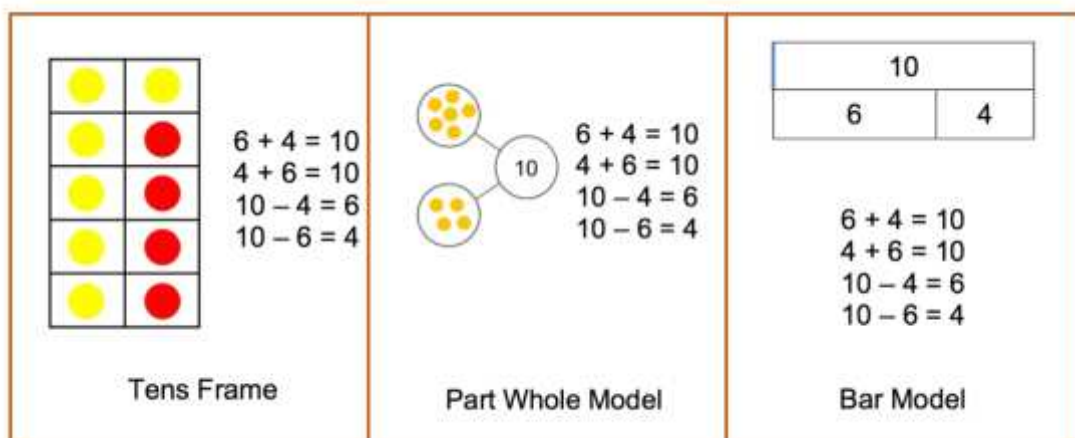 6 + 4 = 10
4 + 6 = 10
10 – 4 = 6
10 – 6 = 4
Tens Frame
10
6 + 4 = 10
4 + 6 = 10
10 – 4 = 6
10 – 6 = 4
Part Whole Model
10
6 4
6 + 4 = 10
4 + 6 = 10
10 – 4 = 6
10 – 6 = 4
Bar Model